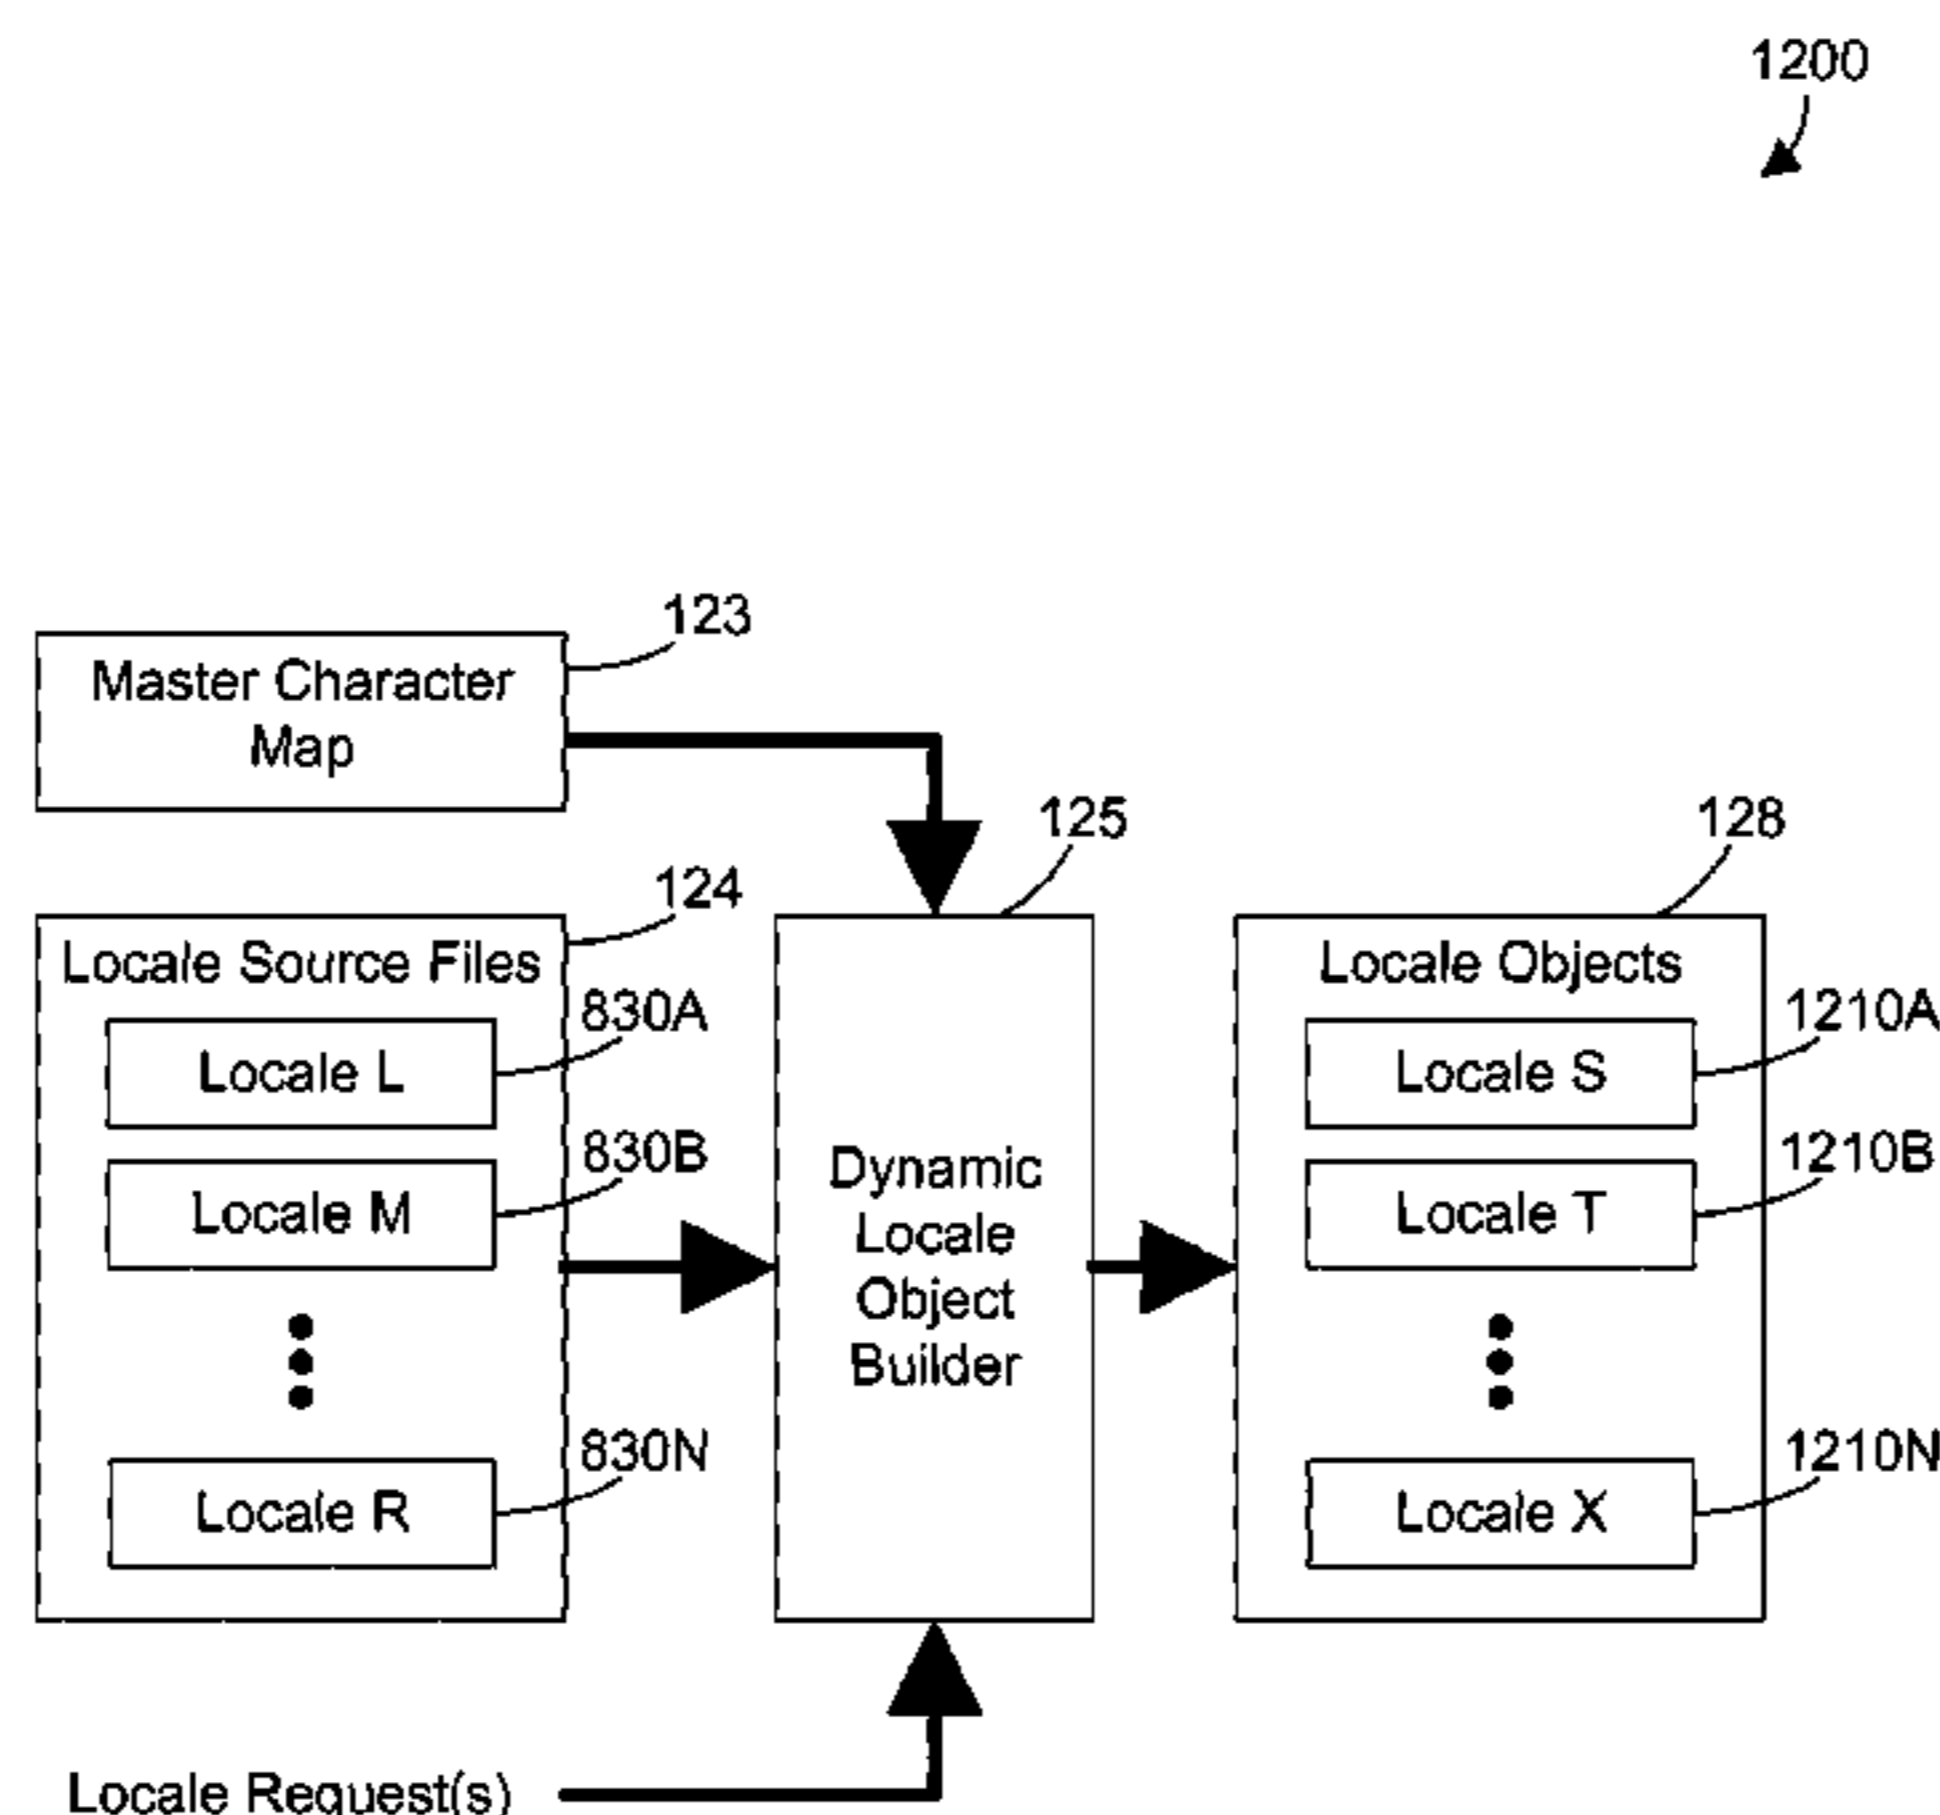 1200
123
Master Character
Map
125
128
124
Locale Source Files
830A
Locale L
830B
Locale M
830N
Locale R
Dynamic
Locale
Object
Builder
Locale Objects
1210A
Locale S
1210B
Locale T
1210N
Locale X
Locale Request(s)